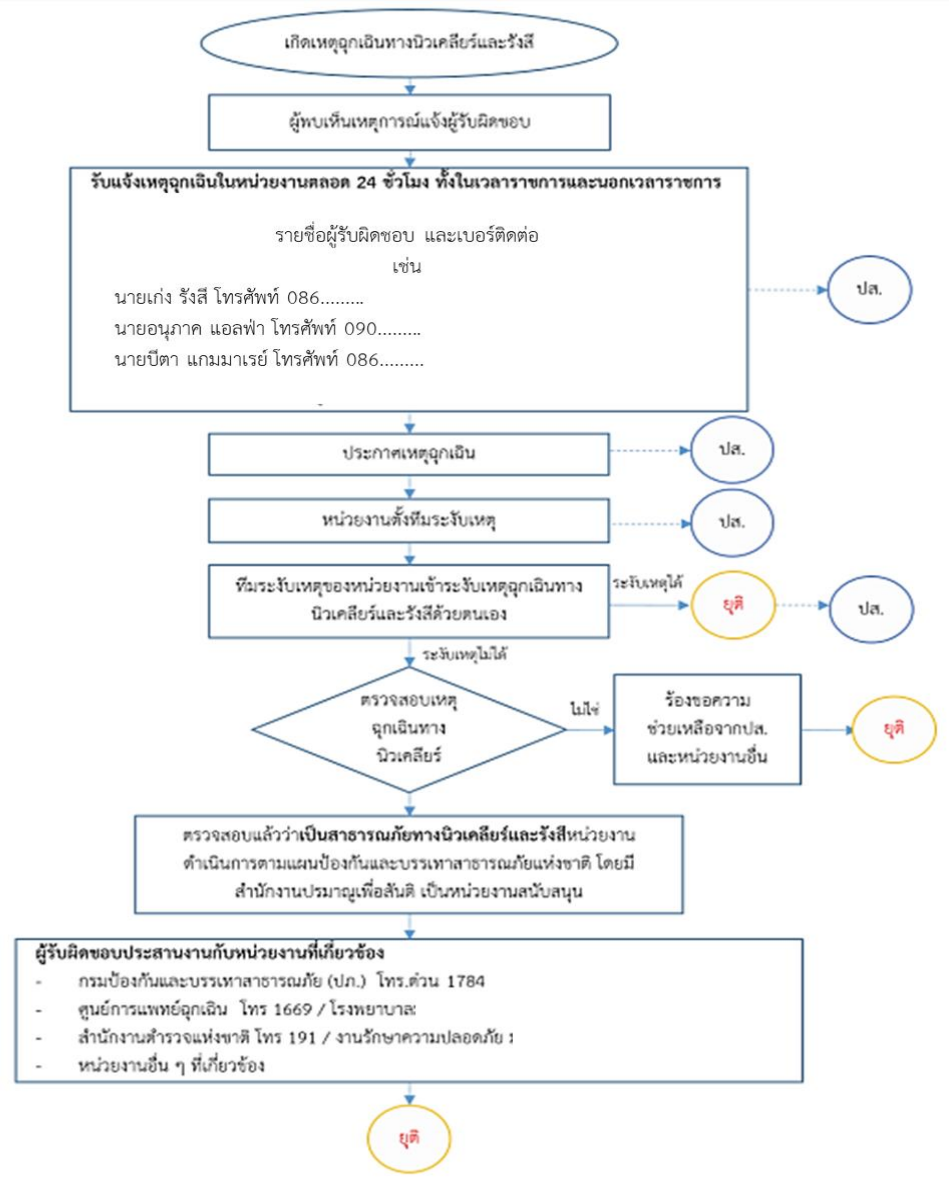 เกิดเหตุฉุกเฉินทางนิวเคลียร์และรังสี
ผู้พบเห็นเหตุการณ์แจ้งผู้รับผิดชอบ
รับแจ้งเหตุฉุกเฉินในหน่วยงานตลอด 24 ชั่วโมง ทั้งในเวลาราชการและนอกเวลาราชการ
รายชื่อผู้รับผิดชอบ และเบอร์ติดต่อ
เช่น
นายเก่ง รังสี โทรศัพท์ 086.........
นายอนุภาค แอลฟ่า โทรศัพท์ 090.........
นายบีตา แกมมาเรย์ โทรศัพท์ 086.........
-
ปส.
ประกาศเหตุฉุกเฉิน
ปส.
หน่วยงานตั้งทีมระงับเหตุ
ปส.
ทีมระงับเหตุของหน่วยงานเข้าระงับเหตุฉุกเฉินทาง
นิวเคลียร์และรังสีด้วยตนเอง
ระงับเหตุได้
ยุติ
ปส.
ระงับเหตุไม่ได้
ตรวจสอบเหตุ
ฉุกเฉินทาง
นิวเคลียร์
ไม่ใช่
ร้องขอความ
ช่วยเหลือจากปส.
และหน่วยงานอื่น
ยุติ
ตรวจสอบแล้วว่าเป็นสาธารณภัยทางนิวเคลียร์และรังสีหน่วยงาน
ดำเนินการตามแผนป้องกันและบรรเทาสาธารณภัยแห่งชาติ โดยมี
สำนักงานปรมาณูเพื่อสันติ เป็นหน่วยงานสนับสนุน
ผู้รับผิดชอบประสานงานกับหน่วยงานที่เกี่ยวข้อง
- กรมป้องกันและบรรเทาสาธารณภัย (ปภ.) โทร.ด่วน 1784
- ศูนย์การแพทย์ฉุกเฉิน โทร 1669 / โรงพยาบาล
- สำนักงานตำรวจแห่งชาติ โทร 191 / งานรักษาความปลอดภัย
- หน่วยงานอื่น ๆ ที่เกี่ยวข้อง
ยุติ